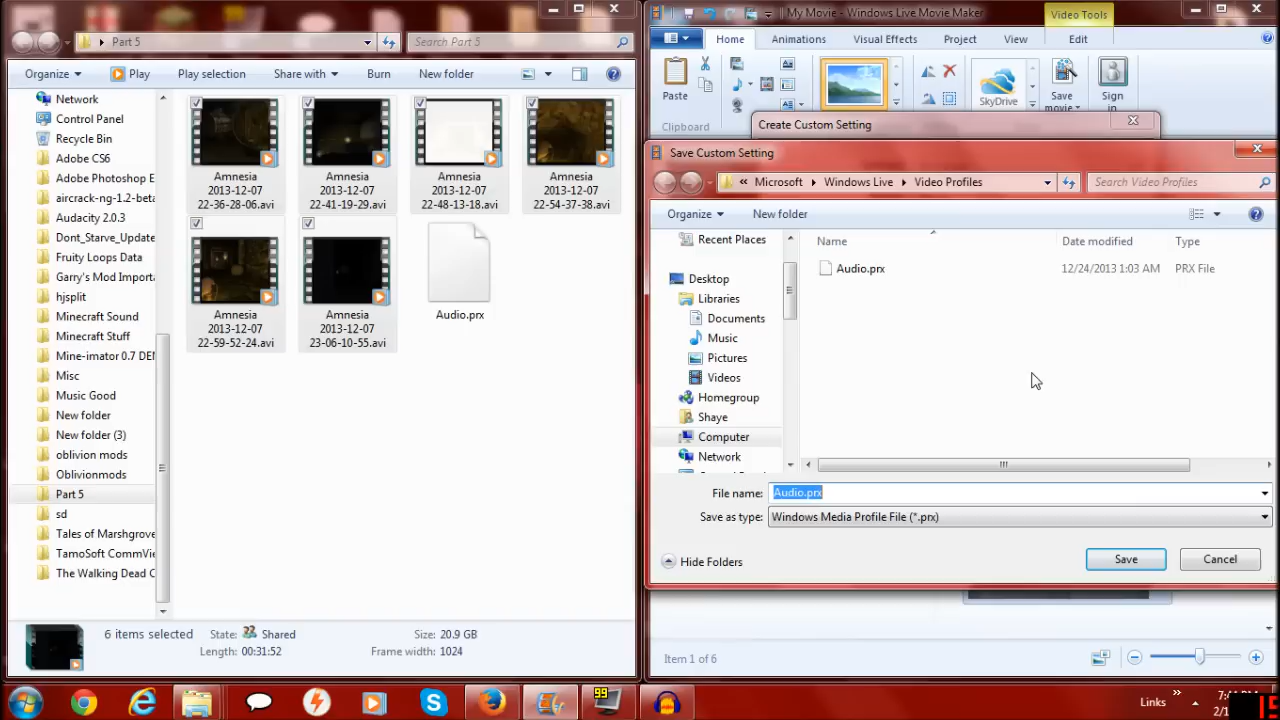 Part 5
Search Part 5
Organize
Play
Play selection
Share with
Burn
New folder
Network
Control Panel
Recycle Bin
Adobe CS6
Adobe Photoshop E
aircrack-ng-1.2-beta
Audacity 2.0.3
Dont_Starve_Update
Fruity Loops Data
Garry's Mod Importa
hjsplit
Minecraft Sound
Minecraft Stuff
Mine-imator 0.7 DEM
Misc
Music Good
New folder
New folder (3)
oblivion mods
Oblivionmods
Part 5
sd
Tales of Marshgrove
TamoSoft CommVie
The Walking Dead C
Amnesia
2013-12-07
22-36-28-06.avi
Amnesia
2013-12-07
22-41-19-29.avi
Amnesia
2013-12-07
22-48-13-18.avi
Amnesia
2013-12-07
22-54-37-38.avi
Amnesia
2013-12-07
22-59-52-24.avi
Amnesia
2013-12-07
23-06-10-55.avi
Audio.prx
6 items selected
State:
Shared
Size: 20.9 GB
Length: 00:31:52
Frame width: 1024
My Movie - Windows Live Movie Maker
Video Tools
Home
Animations
Visual Effects
Project
View
Edit
Paste
SkyDrive
Save
movie
Sign
in
Clipboard
Create Custom Setting
Save Custom Setting
Microsoft
Windows Live
Video Profiles
Search Video Profiles
Organize
New folder
Recent Places
Desktop
Libraries
Documents
Music
Pictures
Videos
Homegroup
Shaye
Computer
Network
Name
Date modified
Type
Audio.prx
12/24/2013 1:03 AM
PRX File
File name:
Audio.prx
Save as type:
Windows Media Profile File (*.prx)
Hide Folders
Save
Cancel
Item 1 of 6
99
Links